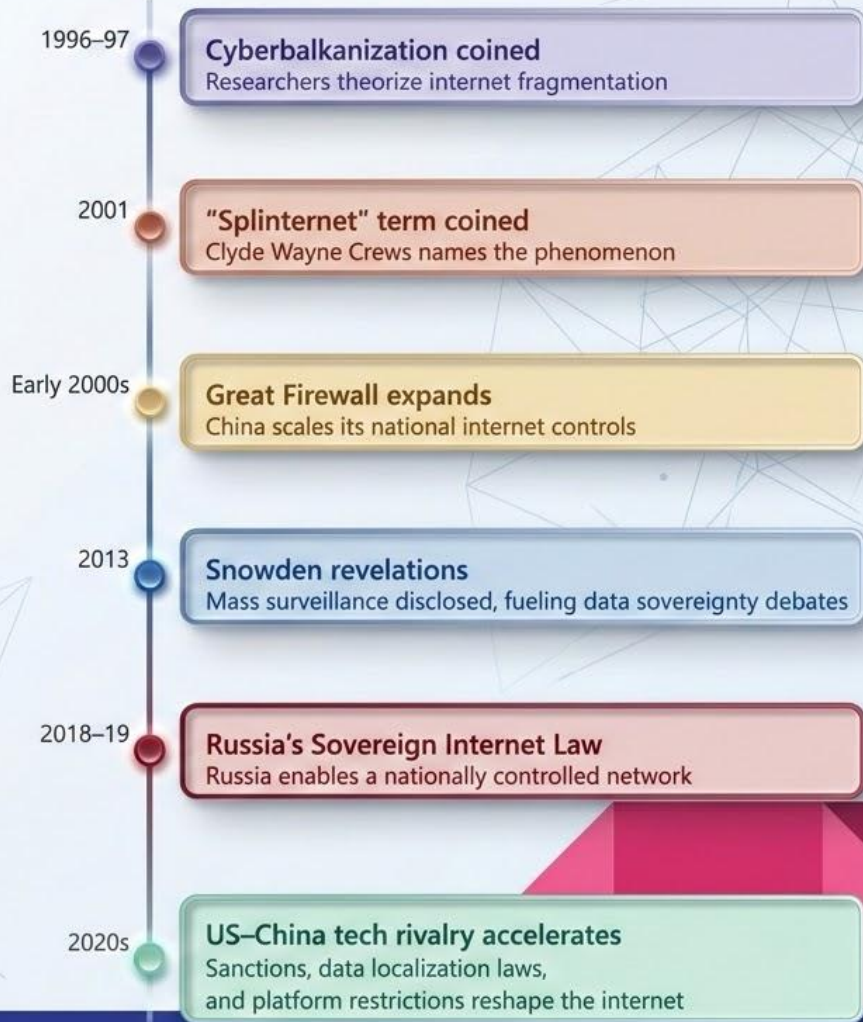 1996–97
Cyberbalkanization coined
Researchers theorize internet fragmentation
2001
"Splinternet" term coined
Clyde Wayne Crews names the phenomenon
Early 2000s
Great Firewall expands
China scales its national internet controls
2013
Snowden revelations
Mass surveillance disclosed, fueling data sovereignty debates
2018–19
Russia's Sovereign Internet Law
Russia enables a nationally controlled network
2020s
US–China tech rivalry accelerates
Sanctions, data localization laws,
and platform restrictions reshape the internet